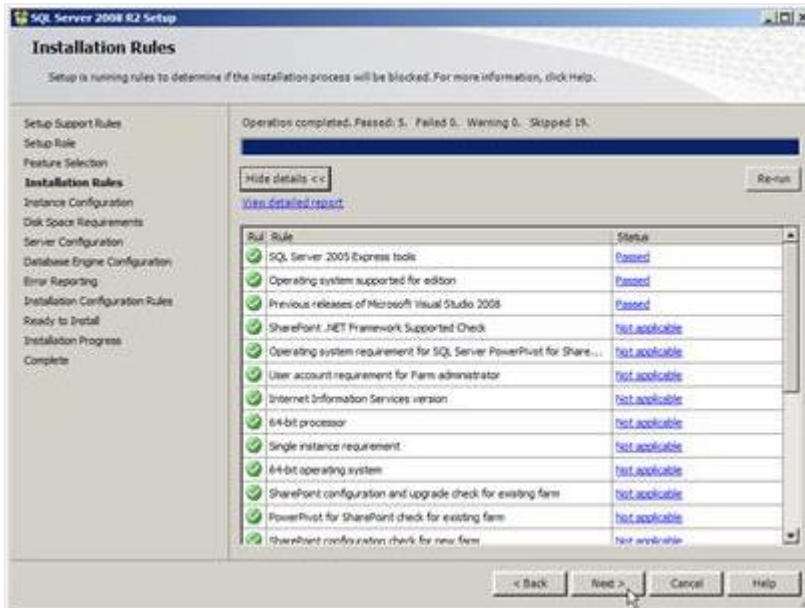 SQL Server 2008 R2 Setup
Installation Rules
Setup is running rules to determine if the installation process will be blocked. For more information, click Help.
Setup Support Rules
Setup Role
Feature Selection
Installation Rules
Instance Configuration
Disk Space Requirements
Server Configuration
Database Engine Configuration
Error Reporting
Installation Configuration Rules
Ready to Install
Installation Progress
Complete
Operation completed. Passed: 5. Failed 0. Warning 0. Skipped 19.
Hide details <<
Re-run
View detailed report
Rul Rule Status
SQL Server 2005 Express tools Passed
Operating system supported for edition Passed
Previous releases of Microsoft Visual Studio 2008 Passed
SharePoint .NET Framework Supported Check Not applicable
Operating system requirement for SQL Server PowerPivot for Share... Not applicable
User account requirement for Farm administrator Not applicable
Internet Information Services version Not applicable
64-bit processor Not applicable
Single instance requirement Not applicable
64-bit operating system Not applicable
SharePoint configuration and upgrade check for existing farm Not applicable
PowerPivot for SharePoint check for existing farm Not applicable
SharePoint configuration check for new farm Not applicable
< Back Next > Cancel Help